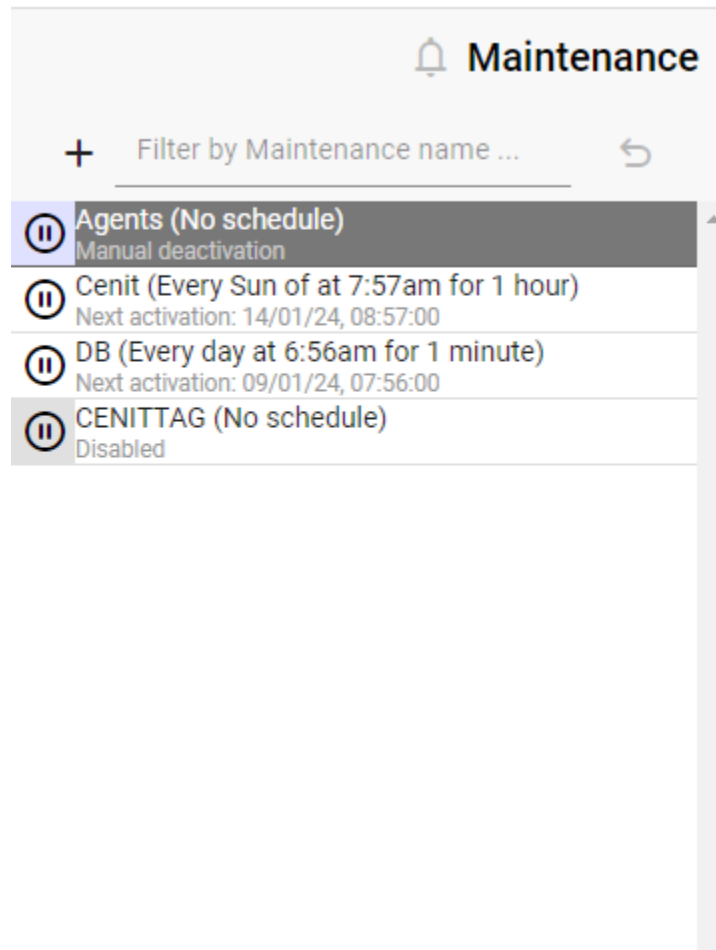 Maintenance
Filter by Maintenance name ...
Agents (No schedule)
Manual deactivation
Cenit (Every Sun of at 7:57am for 1 hour)
Next activation: 14/01/24, 08:57:00
DB (Every day at 6:56am for 1 minute)
Next activation: 09/01/24, 07:56:00
CENITTAG (No schedule)
Disabled